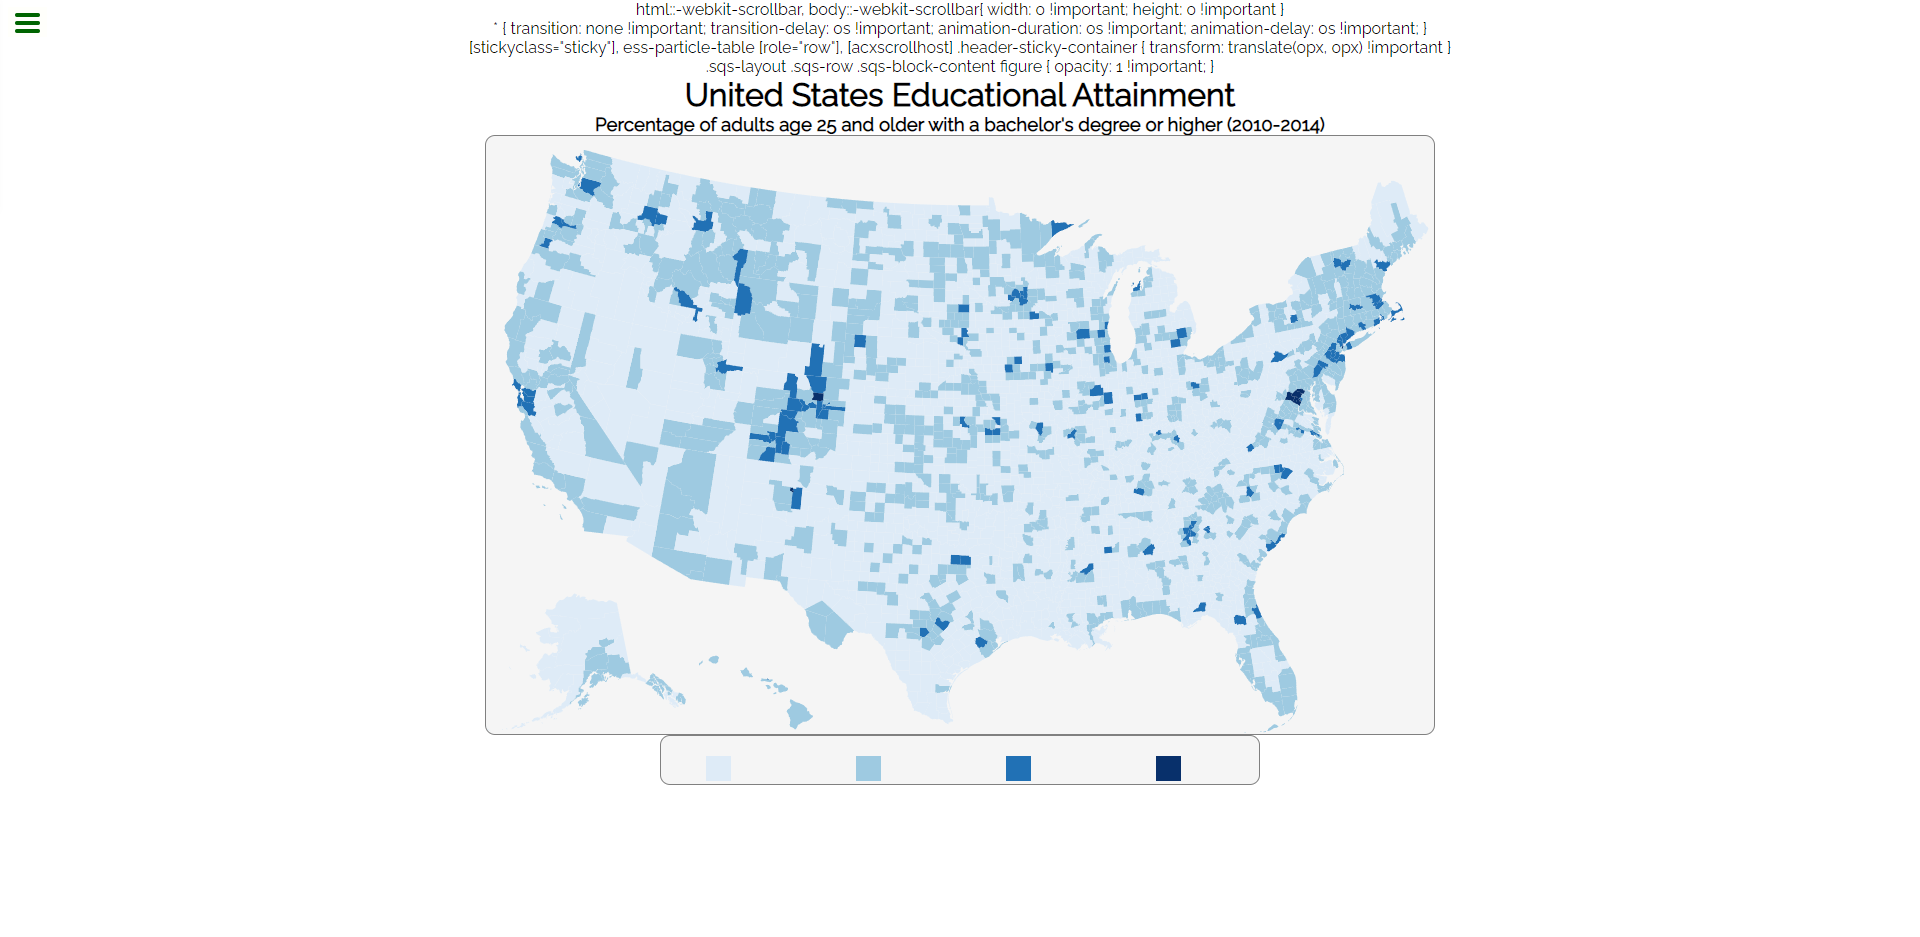 html::-webkit-scrollbar, body::-webkit-scrollbar{ width: 0 !important; height: 0 !important }
* { transition: none !important; transition-delay: 0s !important; animation-duration: 0s !important; animation-delay: 0s !important; }
[stickyclass="sticky"], ess-particle-table [role="row"], [acxscrollhost] .header-sticky-container { transform: translate(0px, 0px) !important }
.sqs-layout .sqs-row .sqs-block-content figure { opacity: 1 !important; }
United States Educational Attainment
Percentage of adults age 25 and older with a bachelor's degree or higher (2010-2014)